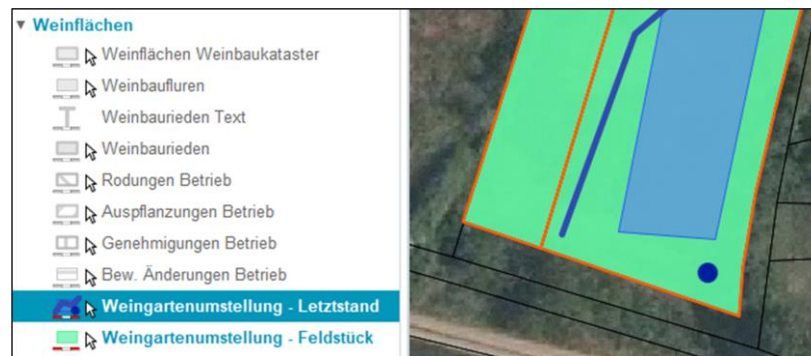 Weinflächen
Weinflächen Weinbaukataster
Weinbaufluren
Weinbaurieden Text
Weinbaurieden
Rodungen Betrieb
Auspflanzungen Betrieb
Genehmigungen Betrieb
Bew. Änderungen Betrieb
Weingartenumstellung - Letztstand
Weingartenumstellung - Feldstück